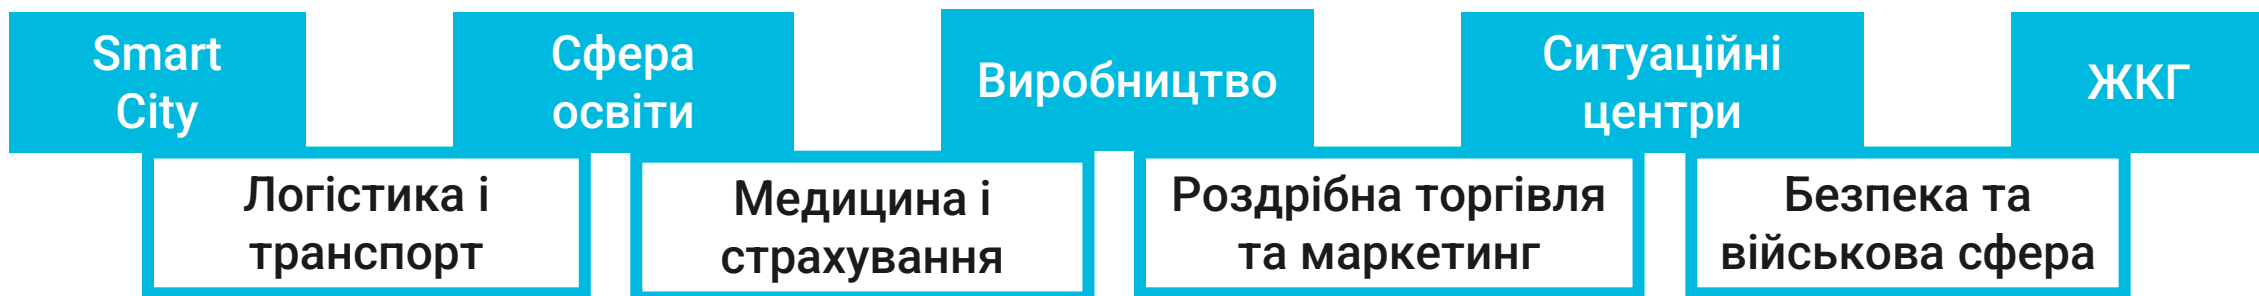 Smart
City
Сфера
освіти
Виробництво
Ситуаційні
центри
ЖКГ
Логістика і
транспорт
Медицина і
страхування
Роздрібна торгівля
та маркетинг
Безпека та
військова сфера